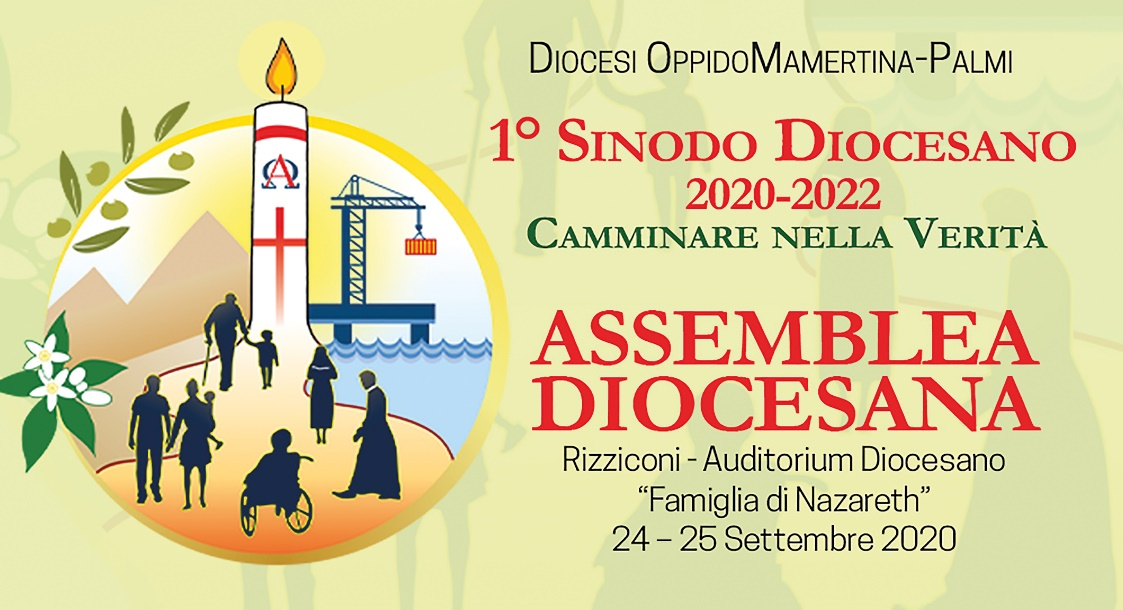 Diocesi OppidoMamertina-Palmi
1° Sinodo Diocesano
2020-2022
Camminare nella Verità
ASSEMBLEA
DIOCESANA
Rizziconi - Auditorium Diocesano
“Famiglia di Nazareth”
24 – 25 Settembre 2020
ΑΩ